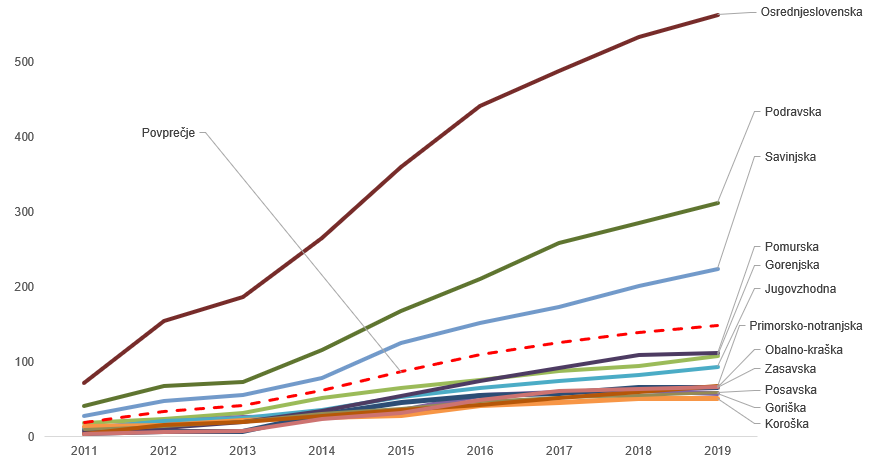 Osrednjeslovenska
500
Podravska
Povprečje
400
Savinjska
300
Pomurska
Gorenjska
200
Jugovzhodna
Primorsko-notranjska
Obalno-kraška
100
Zasavska
Posavska
Goriška
Koroška
0
2011 2012 2013 2014 2015 2016 2017 2018 2019